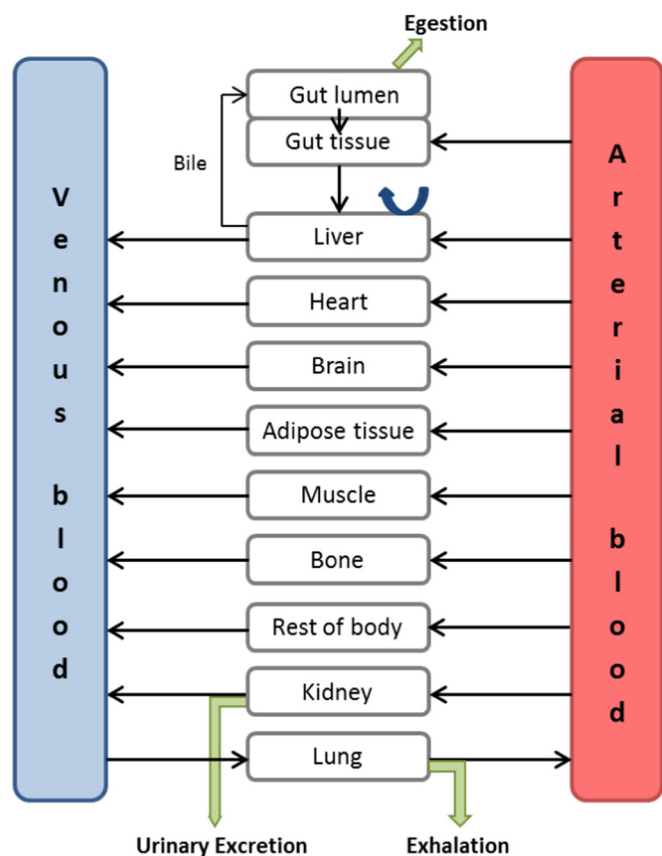 Egestion
Gut lumen
Gut tissue
Bile
Liver
Heart
Brain
Adipose tissue
Muscle
Bone
Rest of body
Kidney
Lung
Urinary Excretion
Exhalation
Venous blood
Arterial blood